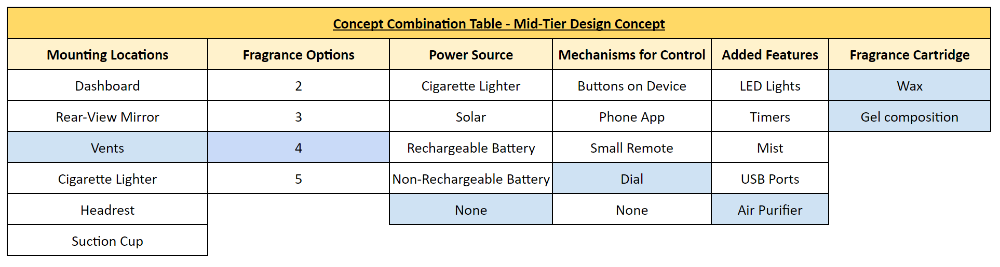 Concept Combination Table - Mid-Tier Design Concept
Mounting Locations Fragrance Options Power Source Mechanisms for Control Added Features Fragrance Cartridge
Dashboard 2 Cigarette Lighter Buttons on Device LED Lights Wax
Rear-View Mirror 3 Solar Phone App Timers Gel composition
Vents 4 Rechargeable Battery Small Remote Mist
Cigarette Lighter 5 Non-Rechargeable Battery Dial USB Ports
Headrest None None Air Purifier
Suction Cup